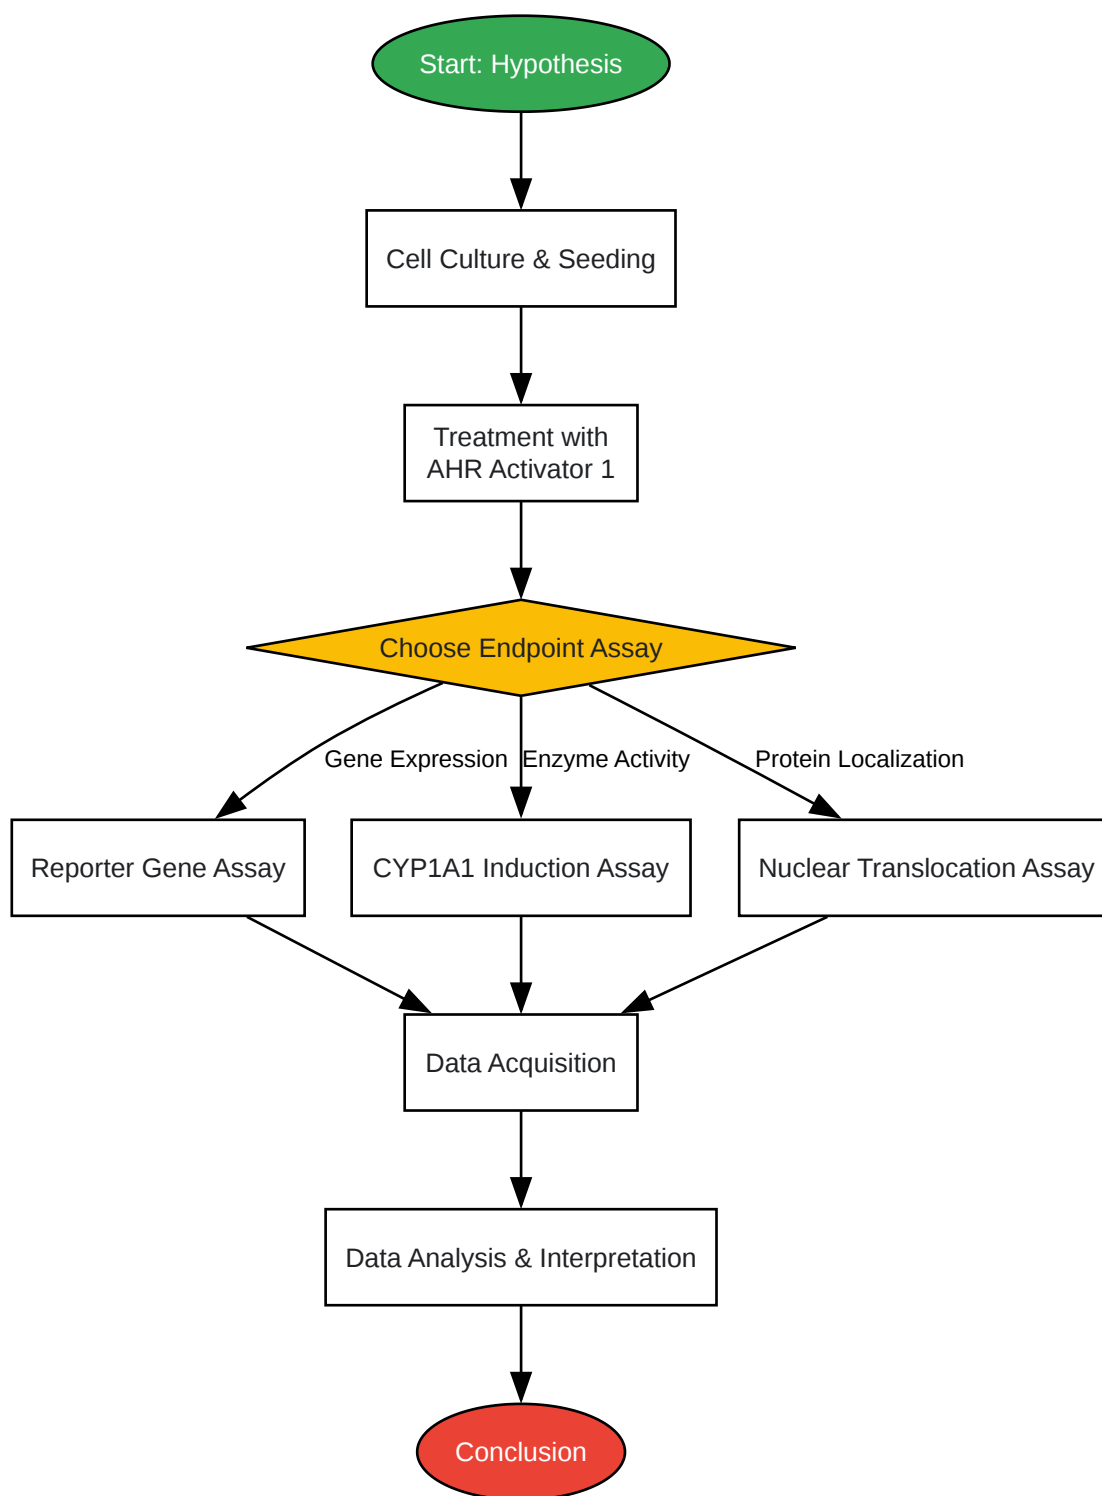 Start: Hypothesis
Cell Culture & Seeding
Treatment with
AHR Activator 1
Choose Endpoint Assay
Gene Expression
Enzyme Activity
Protein Localization
Reporter Gene Assay
CYP1A1 Induction Assay
Nuclear Translocation Assay
Data Acquisition
Data Analysis & Interpretation
Conclusion